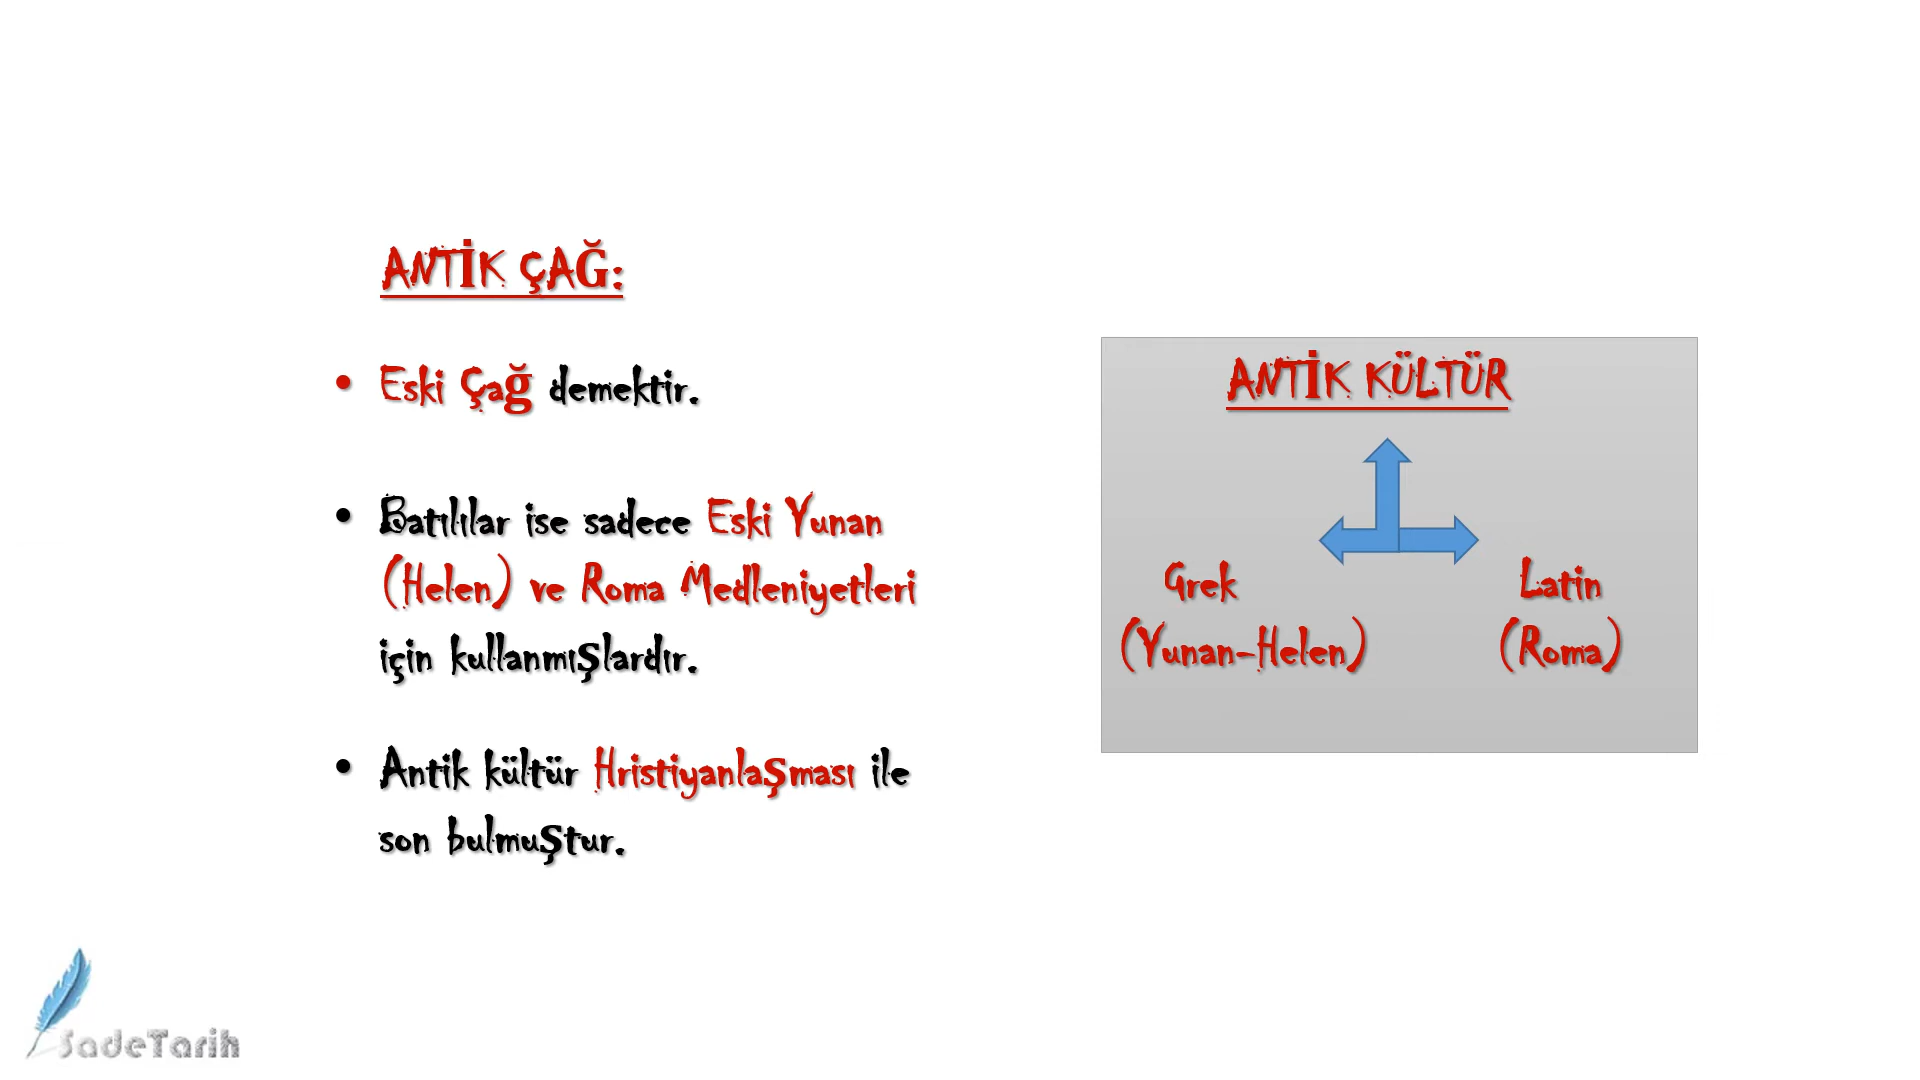 ANTİK ÇAĞ:
• Eski Çağ demektir.
• Batılılar ise sadece Eski Yunan
(Helen) ve Roma Medleniyetleri
için kullanmışlardır.
• Antik kültür Hristiyanlaşması ile
son bulmuştur.
ANTİK KÜLTÜR
Grek Latin
(Yunan-Helen) (Roma)
SadeTarih